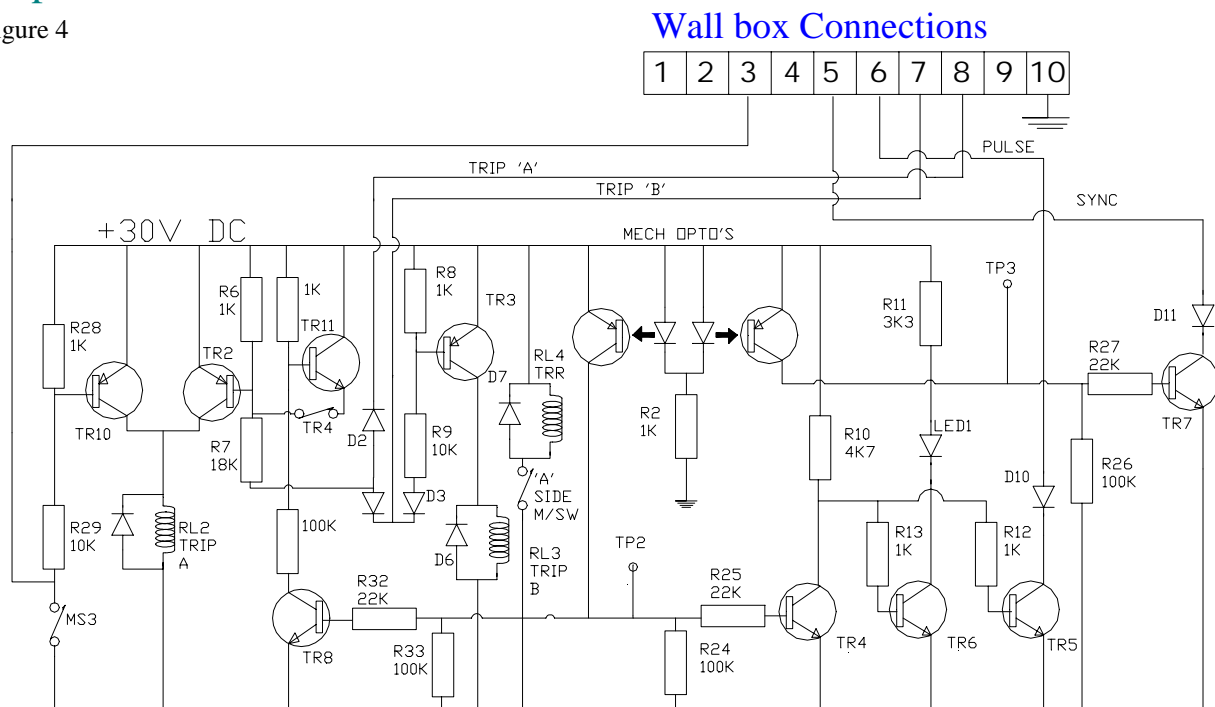 igure 4
Wall box Connections
1 2 3 4 5 6 7 8 9 10
PULSE
TRIP 'A'
TRIP 'B'
SYNC
+30V DC
MECH OPTO'S
TP3
R6
1K
1K
R8
1K
TR3
R11
3K3
D11
R28
1K
TR11
TR2
RL4
TRR
R27
22K
D7
TR10
TR4
D2
R7
18K
R9
10K
R2
1K
R10
4K7
LED1
TR7
R26
100K
'A'
SIDE
M/SW
D3
D10
R29
10K
RL2
TRIP
A
100K
D6
RL3
TRIP
B
TP2
R13
1K
R12
1K
R32
22K
R25
22K
MS3
TR8
R33
100K
R24
100K
TR4
TR6
TR5